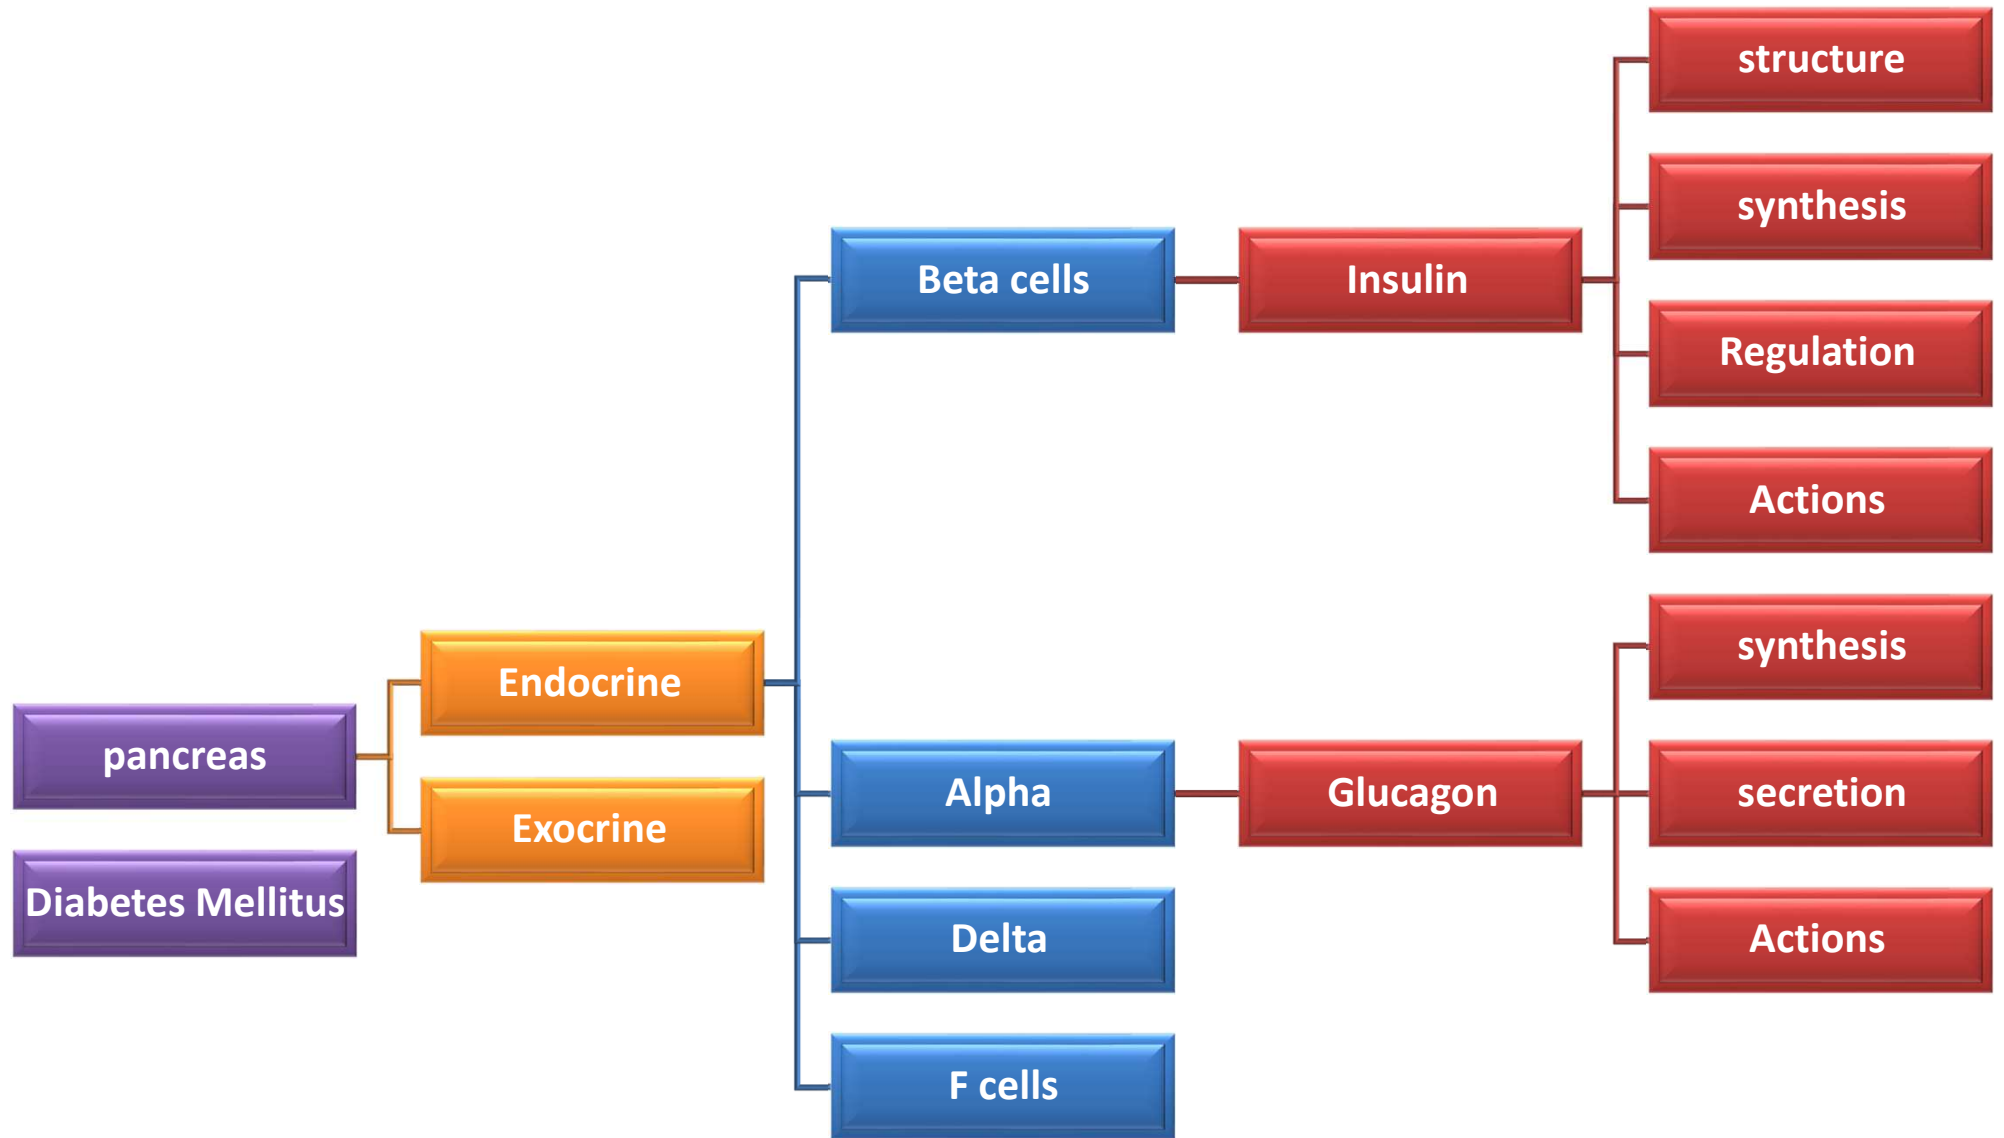 pancreas
Diabetes Mellitus
Endocrine
Exocrine
Beta cells
Alpha
Delta
F cells
Insulin
Glucagon
structure
synthesis
Regulation
Actions
synthesis
secretion
Actions